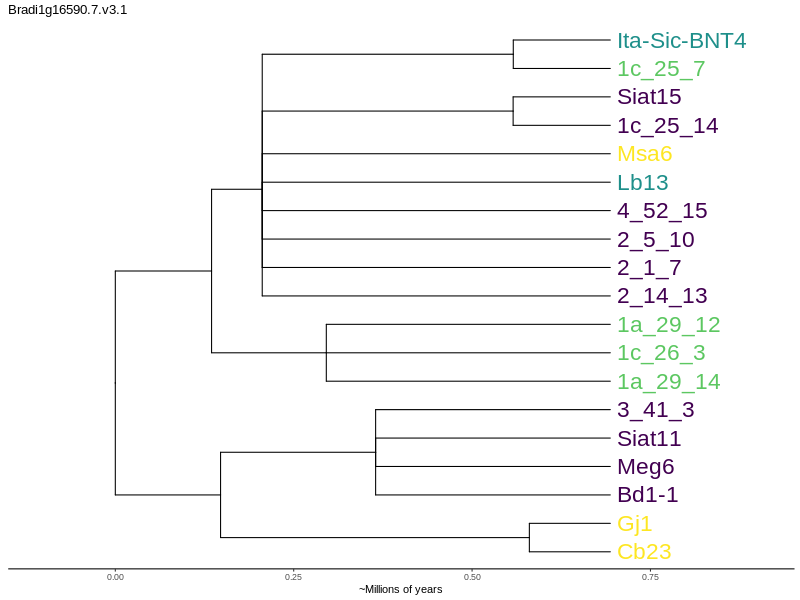 Bradi1g16590.7.v3.1
Ita-Sic-BNT4
1c_25_7
Siat15
1c_25_14
Msa6
Lb13
4_52_15
2_5_10
2_1_7
2_14_13
1a_29_12
1c_26_3
1a_29_14
3_41_3
Siat11
Meg6
Bd1-1
Gj1
Cb23
0.00 0.25 0.50 0.75
~Millions of years